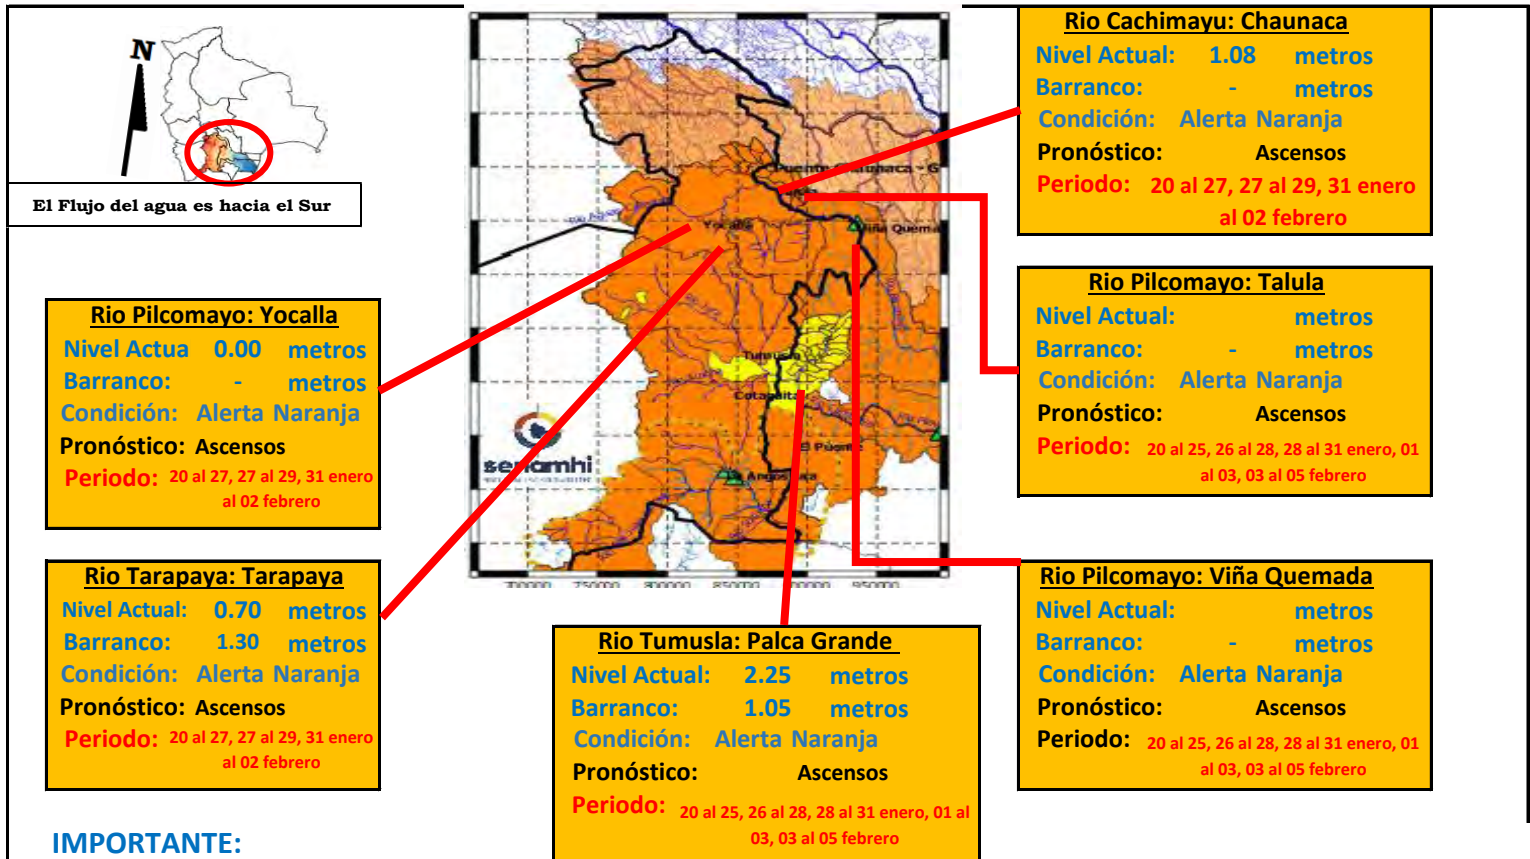 N
El Flujo del agua es hacia el Sur
Rio Pilcomayo: Yocalla
Nivel Actua 0.00 metros
Barranco: - metros
Condición: Alerta Naranja
Pronóstico: Ascensos
Periodo: 20 al 27, 27 al 29, 31 enero
al 02 febrero
Rio Tarapaya: Tarapaya
Nivel Actual: 0.70 metros
Barranco: 1.30 metros
Condición: Alerta Naranja
Pronóstico: Ascensos
Periodo: 20 al 27, 27 al 29, 31 enero
al 02 febrero
IMPORTANTE:
Yocalla
Viña Quema
Tumusla
Cotagaita
El Puente
Angostura
senamhi
700000 750000 800000 850000 900000 950000
Rio Tumusla: Palca Grande
Nivel Actual: 2.25 metros
Barranco: 1.05 metros
Condición: Alerta Naranja
Pronóstico: Ascensos
Periodo: 20 al 25, 26 al 28, 28 al 31 enero, 01 al
03, 03 al 05 febrero
Rio Cachimayu: Chaunaca
Nivel Actual: 1.08 metros
Barranco: - metros
Condición: Alerta Naranja
Pronóstico: Ascensos
Periodo: 20 al 27, 27 al 29, 31 enero
al 02 febrero
Rio Pilcomayo: Talula
Nivel Actual: metros
Barranco: - metros
Condición: Alerta Naranja
Pronóstico: Ascensos
Periodo: 20 al 25, 26 al 28, 28 al 31 enero, 01
al 03, 03 al 05 febrero
Rio Pilcomayo: Viña Quemada
Nivel Actual: metros
Barranco: - metros
Condición: Alerta Naranja
Pronóstico: Ascensos
Periodo: 20 al 25, 26 al 28, 28 al 31 enero, 01
al 03, 03 al 05 febrero